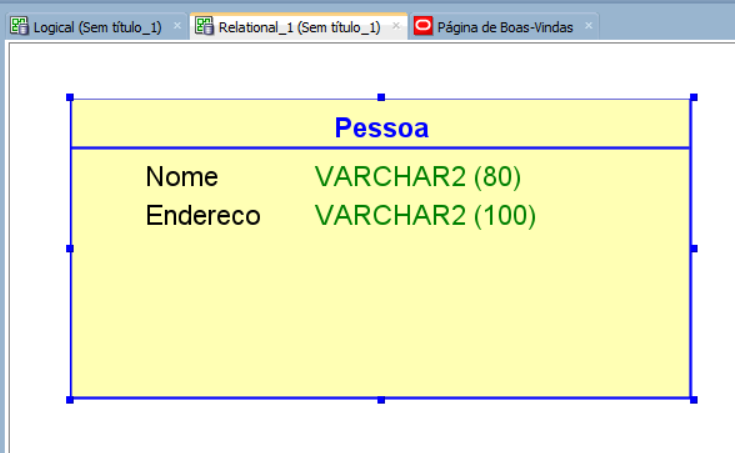 Logical (Sem título_1) × Relational_1 (Sem título_1) × Página de Boas-Vindas ×
Pessoa
Nome VARCHAR2 (80)
Endereco VARCHAR2 (100)